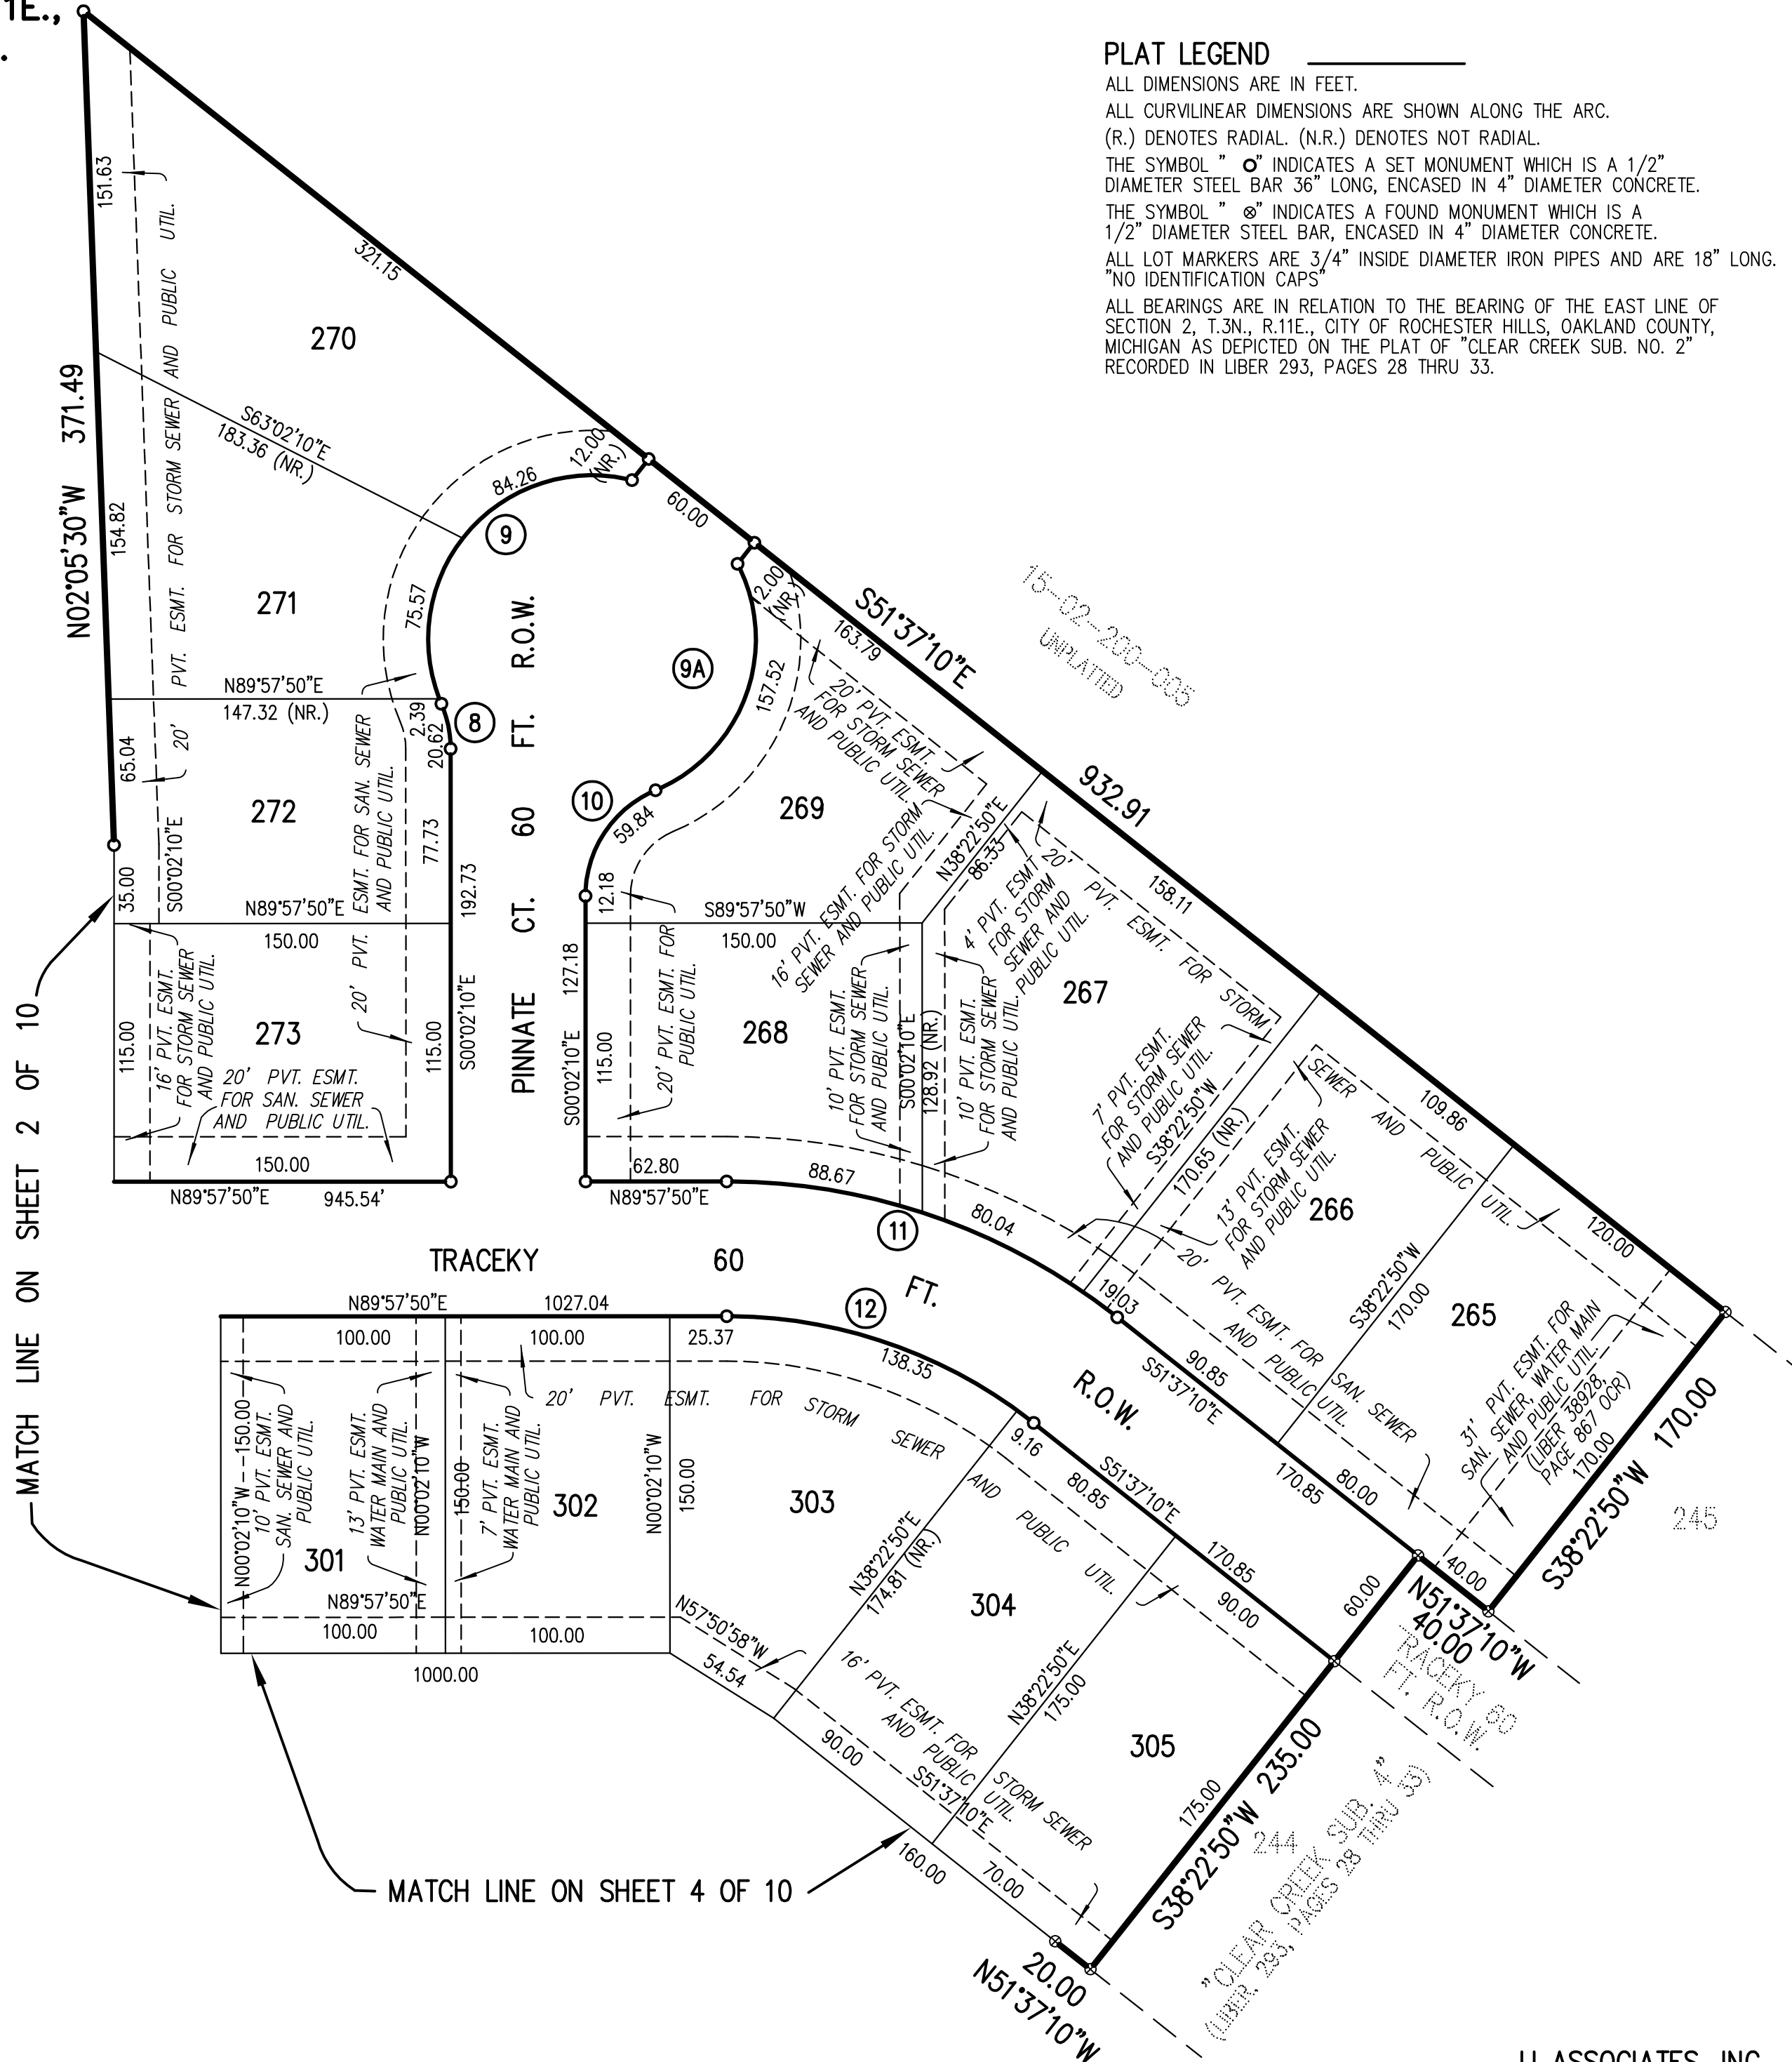 1E.,
.
PLAT LEGEND
ALL DIMENSIONS ARE IN FEET.
ALL CURVILINEAR DIMENSIONS ARE SHOWN ALONG THE ARC.
(R.) DENOTES RADIAL. (N.R.) DENOTES NOT RADIAL.
THE SYMBOL " O" INDICATES A SET MONUMENT WHICH IS A 1/2"
DIAMETER STEEL BAR 36" LONG, ENCASED IN 4" DIAMETER CONCRETE.
THE SYMBOL " ⊗" INDICATES A FOUND MONUMENT WHICH IS A
1/2" DIAMETER STEEL BAR, ENCASED IN 4" DIAMETER CONCRETE.
ALL LOT MARKERS ARE 3/4" INSIDE DIAMETER IRON PIPES AND ARE 18" LONG.
"NO IDENTIFICATION CAPS"
ALL BEARINGS ARE IN RELATION TO THE BEARING OF THE EAST LINE OF
SECTION 2, T.3N., R.11E., CITY OF ROCHESTER HILLS, OAKLAND COUNTY,
MICHIGAN AS DEPICTED ON THE PLAT OF "CLEAR CREEK SUB. NO. 2"
RECORDED IN LIBER 293, PAGES 28 THRU 33.
N02°05'30"W 371.49
151.63
154.82
65.04
35.00
115.00
321.15
270
S63°02'10"E
183.36 (NR.)
20' PVT. ESMT. FOR STORM SEWER AND PUBLIC UTIL.
84.26
12.00
(NR.)
60.00
9
75.57
271
N89°57'50"E
147.32 (NR.)
8
2.39
20.62
272
S00°02'10"E
77.73
192.73
N89°57'50"E
150.00
20' PVT. ESMT. FOR SAN. SEWER
AND PUBLIC UTIL.
16' PVT. ESMT.
FOR STORM SEWER
AND PUBLIC UTIL.
273
20' PVT. ESMT.
FOR SAN. SEWER
AND PUBLIC UTIL.
115.00
S00°02'10"E
150.00
N89°57'50"E 945.54'
MATCH LINE ON SHEET 2 OF 10
PINNATE CT. 60 FT. R.O.W.
12.00
(NR.)
9A
157.52
163.79
S51°37'10"E
932.91
15-02-200-005
UNPLATTED
20' PVT. ESMT.
FOR STORM SEWER
AND PUBLIC UTIL.
10
59.84
12.18
269
S89°57'50"W
150.00
16' PVT. ESMT. FOR STORM
SEWER AND PUBLIC UTIL.
N38°22'50"E
86.33
4' PVT. ESMT
FOR STORM
SEWER AND
PUBLIC UTIL.
127.18
S00°02'10"E
115.00
20' PVT. ESMT. FOR
PUBLIC UTIL.
268
10' PVT. ESMT.
FOR STORM SEWER
AND PUBLIC UTIL.
S00°02'10"E
128.92 (NR.)
10' PVT. ESMT.
FOR STORM SEWER
AND PUBLIC UTIL.
62.80
N89°57'50"E
88.67
11
80.04
267
158.11
20' PVT. ESMT. FOR STORM
SEWER AND PUBLIC UTIL.
7' PVT. ESMT.
FOR STORM SEWER
AND PUBLIC UTIL.
S38°22'50"W
170.65 (NR.)
13' PVT. ESMT.
FOR STORM SEWER
AND PUBLIC UTIL.
266
109.86
19.03
S38°22'50"W
170.00
20' PVT. ESMT. FOR SAN. SEWER
AND PUBLIC UTIL.
265
120.00
90.85
S51°37'10"E
80.00
170.85
31' PVT. ESMT. FOR
SAN. SEWER, WATER MAIN
AND PUBLIC UTIL.
(LIBER 38928,
PAGE 867 OCR)
170.00
S38°22'50"W 170.00
245
40.00
N51°37'10"W
40.00
60.00
TRACEKY 60
FT. R.O.W.
TRACEKY 60 FT. R.O.W.
N89°57'50"E 1027.04
12
100.00
100.00
25.37
138.35
20' PVT. ESMT. FOR STORM SEWER AND PUBLIC UTIL.
N00°02'10"W--150.00
10' PVT. ESMT.
SAN. SEWER AND
PUBLIC UTIL.
301
13' PVT. ESMT.
WATER MAIN AND
PUBLIC UTIL.
N00°02'10"W
150.00
7' PVT. ESMT.
WATER MAIN AND
PUBLIC UTIL.
302
N00°02'10"W
150.00
N89°57'50"E
100.00
100.00
1000.00
303
9.16
80.85
S51°37'10"E
170.85
90.00
N38°22'50"E
174.81 (NR.)
N57°50'58"W
54.54
304
16' PVT. ESMT. FOR STORM SEWER
AND PUBLIC UTIL.
N38°22'50"E
175.00
90.00
S51°37'10"E
160.00
70.00
305
175.00
S38°22'50"W 235.00
244
"CLEAR CREEK SUB. 4"
(LIBER. 293, PAGES 28 THRU 33)
20.00
N51°37'10"W
MATCH LINE ON SHEET 4 OF 10
ASSOCIATES, INC